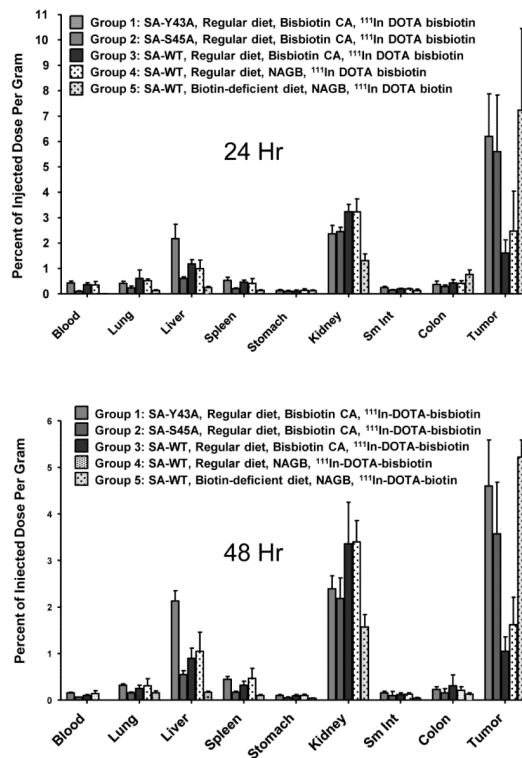 11
10
9
8
7
6
5
4
3
2
1
0
Percent of Injected Dose Per Gram
Group 1: SA-Y43A, Regular diet, Bisbiotin CA, ¹¹¹In DOTA bisbiotin
Group 2: SA-S45A, Regular diet, Bisbiotin CA, ¹¹¹In DOTA bisbiotin
Group 3: SA-WT, Regular diet, Bisbiotin CA, ¹¹¹In DOTA bisbiotin
Group 4: SA-WT, Regular diet, NAGB, ¹¹¹In DOTA bisbiotin
Group 5: SA-WT, Biotin-deficient diet, NAGB, ¹¹¹In DOTA biotin
24 Hr
Blood
Lung
Liver
Spleen
Stomach
Kidney
Sm Int
Colon
Tumor
6
5
4
3
2
1
0
Percent of Iniected Dose Per Gram
Group 1: SA-Y43A, Regular diet, Bisbiotin CA, ¹¹¹In-DOTA-bisbiotin
Group 2: SA-S45A, Regular diet, Bisbiotin CA, ¹¹¹In-DOTA-bisbiotin
Group 3: SA-WT, Regular diet, Bisbiotin CA, ¹¹¹In-DOTA-bisbiotin
Group 4: SA-WT, Regular diet, NAGB, ¹¹¹In-DOTA-bisbiotin
Group 5: SA-WT, Biotin-deficient diet, NAGB, ¹¹¹In-DOTA-biotin
48 Hr
Blood
Lung
Liver
Spleen
Stomach
Kidney
Sm Int
Colon
Tumor